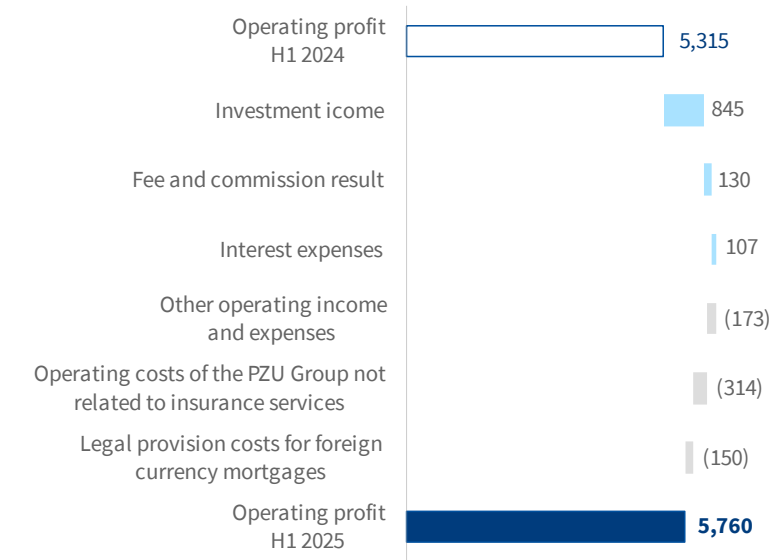 Operating profit
H1 2024
5,315
Investment icome
845
Fee and commission result
130
Interest expenses
107
Other operating income
and expenses
(173)
Operating costs of the PZU Group not
related to insurance services
(314)
Legal provision costs for foreign
currency mortgages
(150)
Operating profit
H1 2025
5,760